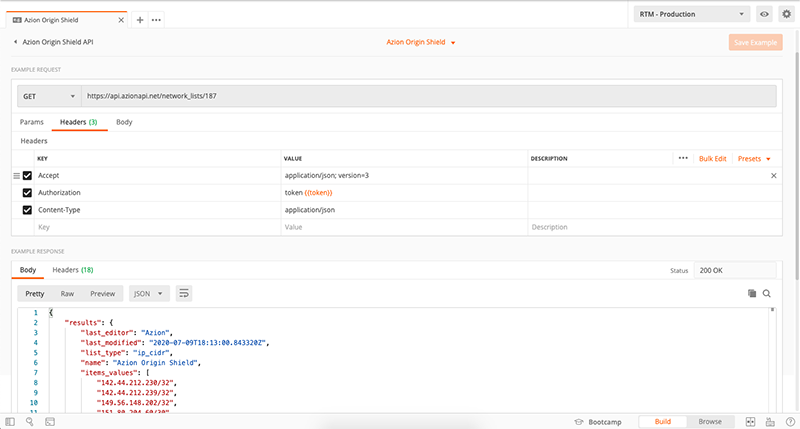 Azion Origin Shield
RTM - Production
Azion Origin Shield API
Azion Origin Shield
Save Example
EXAMPLE REQUEST
GET https://api.azionapi.net/network_lists/187
Params Headers (3) Body
Headers
KEY VALUE DESCRIPTION ••• Bulk Edit Presets
Accept application/json; version=3
Authorization token {{token}}
Content-Type application/json
Key Value Description
EXAMPLE RESPONSE
Body Headers (18) Status 200 OK
Pretty Raw Preview JSON
1 {
2 "results": {
3 "last_editor": "Azion",
4 "last_modified": "2020-07-09T18:13:00.843320Z",
5 "list_type": "ip_cidr",
6 "name": "Azion Origin Shield",
7 "items_values": [
8 "142.44.212.230/32",
9 "142.44.212.239/32",
10 "149.56.148.202/32",
11 "151.80.204.60/30"
Bootcamp Build Browse